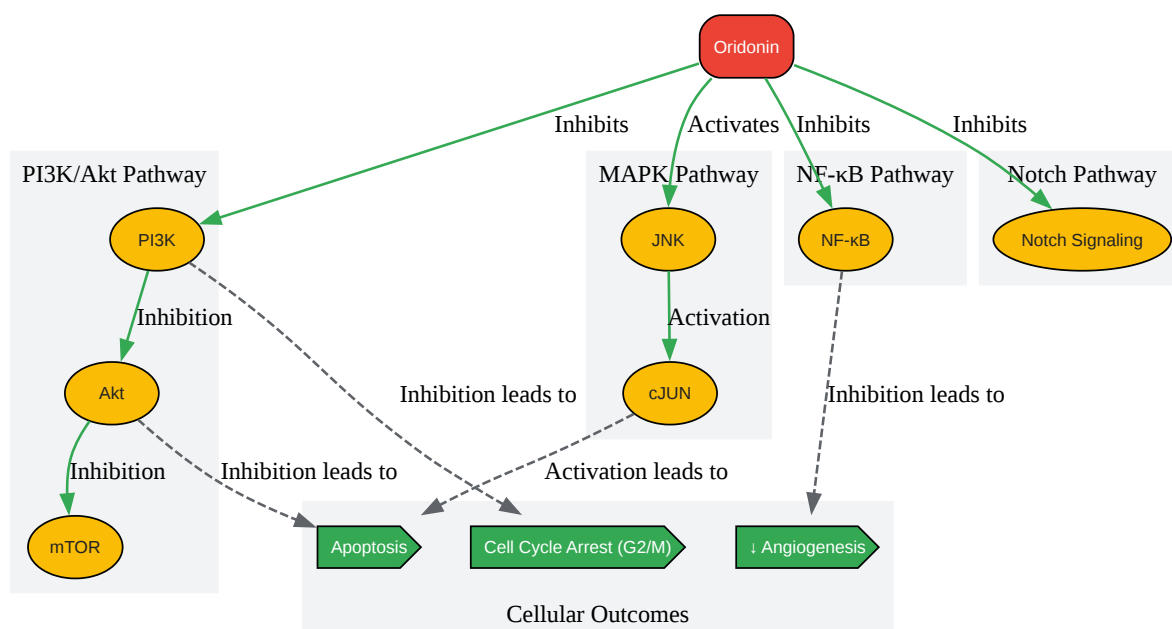 Oridonin
Inhibits
Activates
Inhibits
Inhibits
PI3K/Akt Pathway
MAPK Pathway
NF-κB Pathway
Notch Pathway
PI3K
JNK
NF-κB
Notch Signaling
Inhibition
Activation
Akt
Inhibition leads to
cJUN
Inhibition leads to
Inhibition
Inhibition leads to
Activation leads to
mTOR
Apoptosis
Cell Cycle Arrest (G2/M)
↓ Angiogenesis
Cellular Outcomes